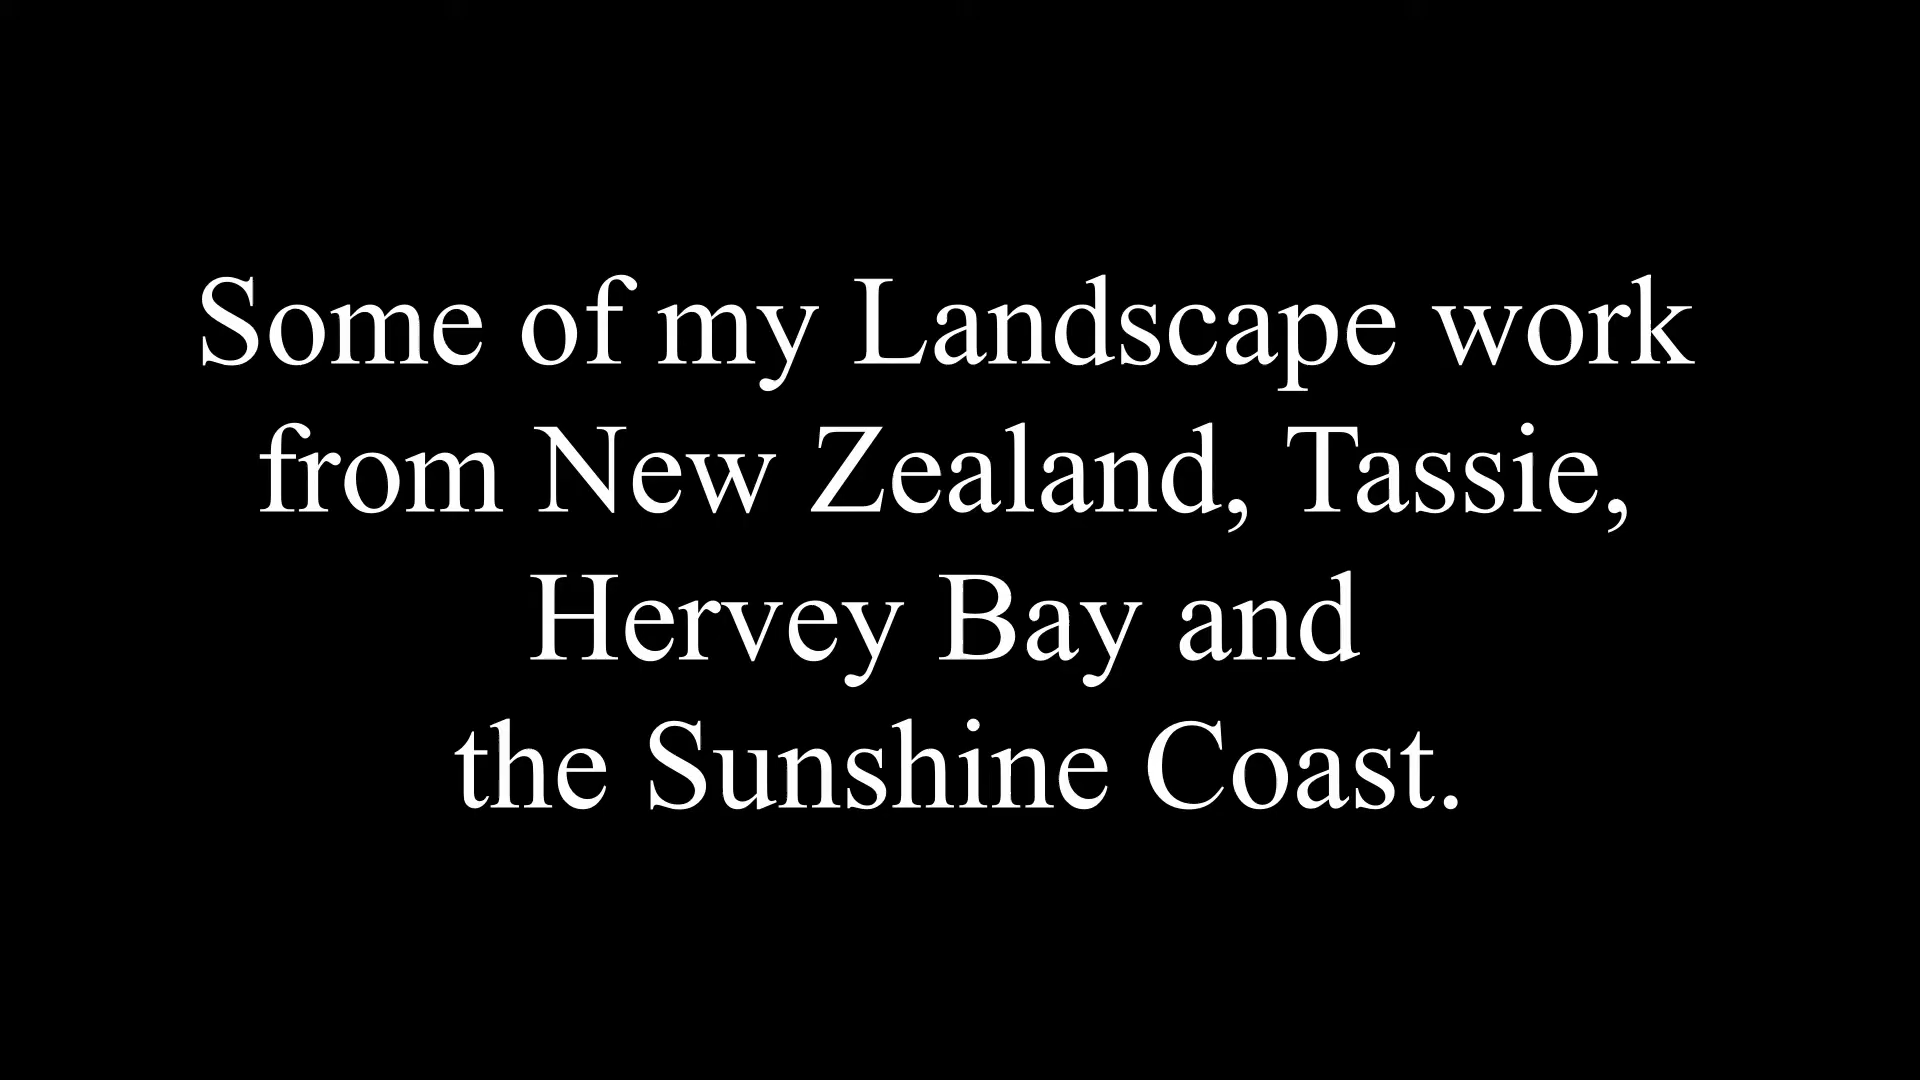 Some of my Landscape work
from New Zealand, Tassie,
Hervey Bay and
the Sunshine Coast.